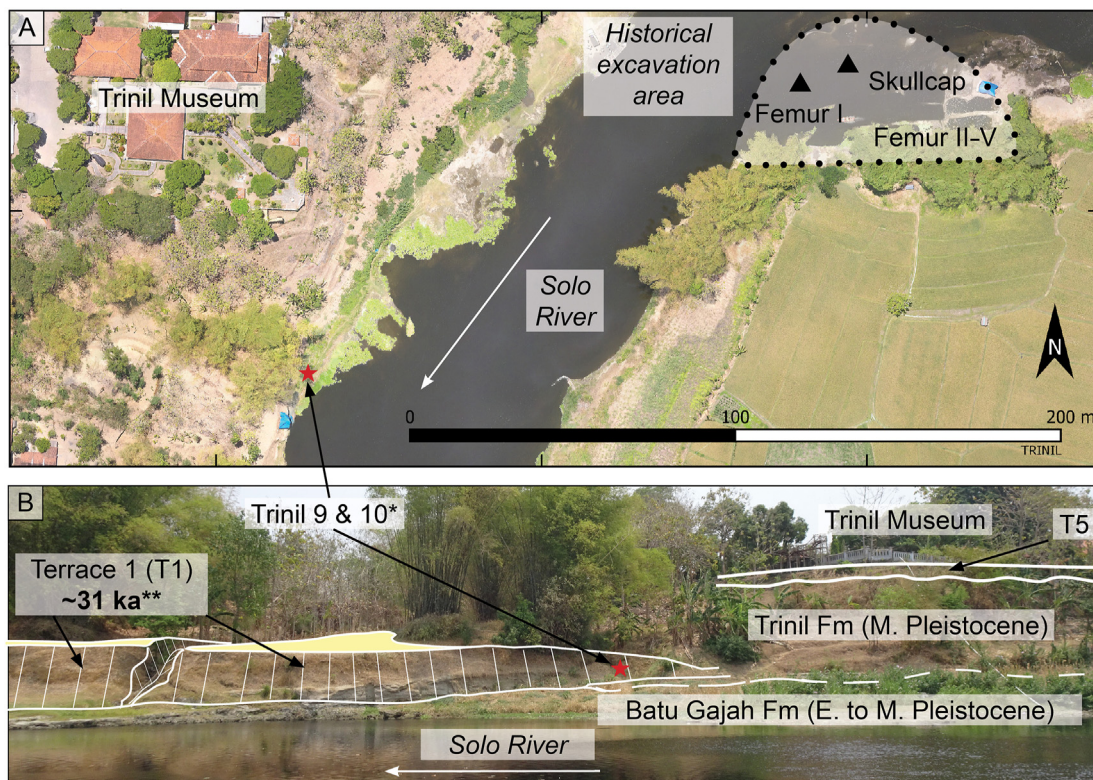 A
Trinil Museum
Historical
excavation
area
Skullcap
Femur I
Femur II-V
Solo
River
N
0
100
200 m
TRINIL
B
Trinil 9 & 10*
Trinil Museum
T5
Terrace 1 (T1)
~31 ka**
Trinil Fm (M. Pleistocene)
Batu Gajah Fm (E. to M. Pleistocene)
Solo River